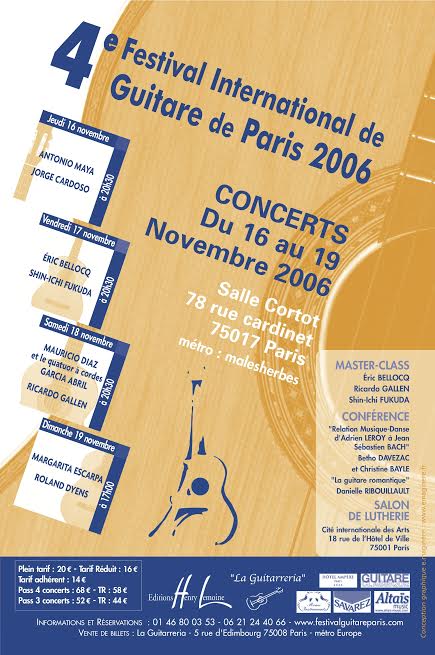 4e Festival International de
Guitare de Paris 2006
CONCERTS
Du 16 au 19
Novembre 2006
Salle Cortot
78 rue cardinet
75017 Paris
métro : malesherbes
Jeudi 16 novembre
ANTONIO MAYA
JORGE CARDOSO
à 20h30
Vendredi 17 novembre
ÉRIC BELLOCQ
SHIN-ICHI FUKUDA
à 20h30
Samedi 18 novembre
MAURICIO DIAZ
et le quatuor à cordes
GARCIA ABRIL
RICARDO GALLEN
à 20h30
Dimanche 19 novembre
MARGARITA ESCARPA
ROLAND DYENS
à 17h00
MASTER-CLASS
Éric BELLOCQ
Ricardo GALLEN
Shin-Ichi FUKUDA
CONFÉRENCE
"Relation Musique-Danse
d'Adrien LEROY à Jean
Sébastien BACH"
Betho DAVEZAC
et Christine BAYLE
"La guitare romantique"
Danielle RIBOUILLAULT
SALON
DE LUTHERIE
Cité internationale des Arts
18 rue de l'Hôtel de Ville
75001 Paris
Plein tarif : 20 € - Tarif Réduit : 16 €
Tarif adhérent : 14 €
Pass 4 concerts : 68 € - TR : 58 €
Pass 3 concerts : 52 € - TR : 44 €
Editions Henry Lemoine
"La Guitarreria"
HÔTEL AMPÈRE
GUITARE
SAVAREZ
Altaïs
music
INFORMATIONS ET RÉSERVATIONS : 01 46 80 03 53 - 06 21 24 40 66 - www.festivalguitareparis.com
VENTE DE BILLETS : La Guitarreria - 5 rue d'Edimbourg 75008 Paris - métro Europe